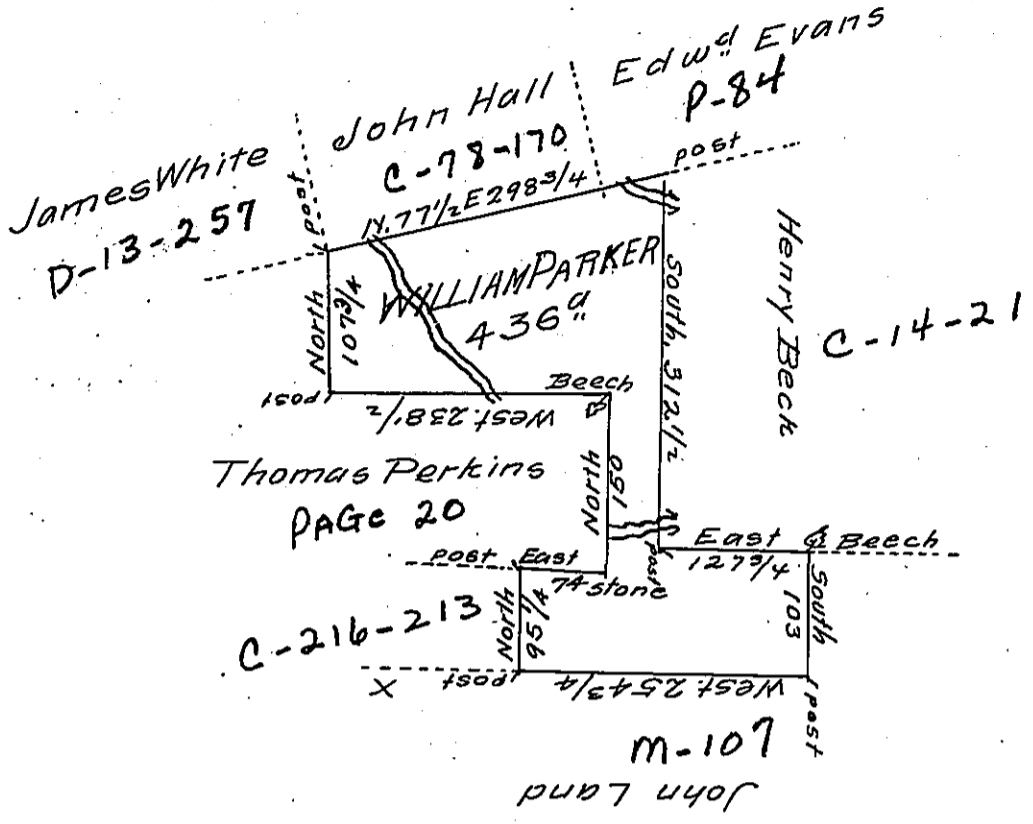 James White
D-13-257
John Hall
C-78-170
Edwd Evans
P-84
post
post
N.77½E 298¾
WILLIAM PARKER
436a
North
107¾
post
West. 238½
Beech
South. 312½
Henry Beck
C-14-21
Thomas Perkins
PAGE 20
North
150
post
East
127¾
Beech
post East
74 stone
C-216-213
North
95¼
South
103
X
post
West. 254¾
post
M-107
John Land